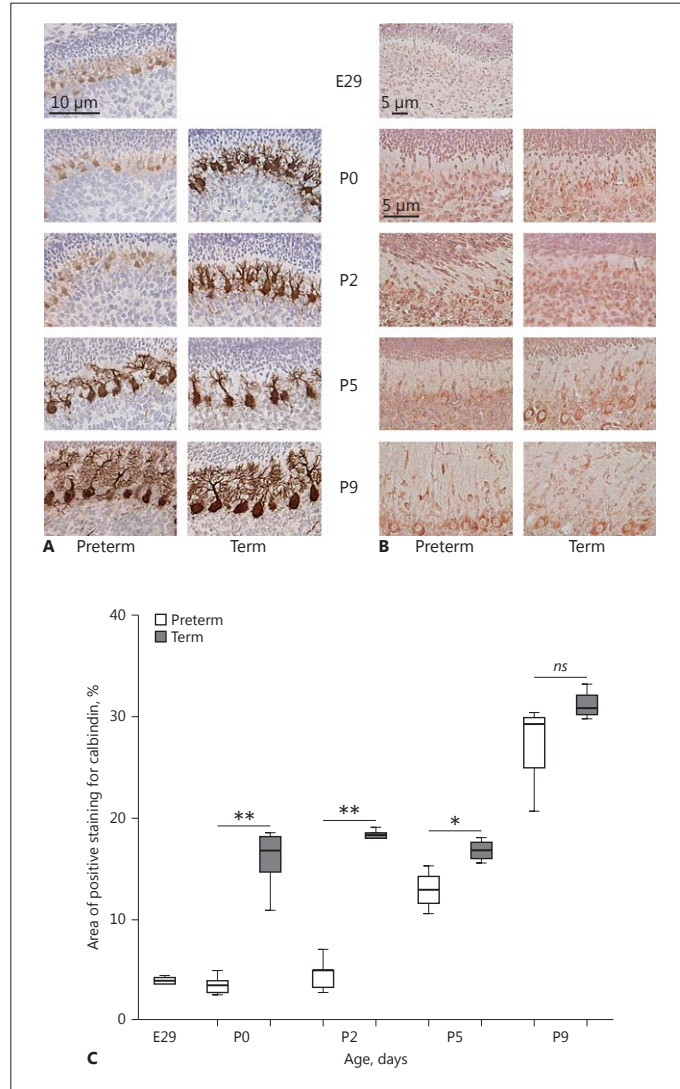 E29
10 µm
5 µm
P0
5 µm
P2
P5
P9
A Preterm Term
B Preterm Term
40
30
20
10
0
Area of positive staining for calbindin, %
Preterm
Term
**
**
*
ns
E29 P0 P2 P5 P9
Age, days
C